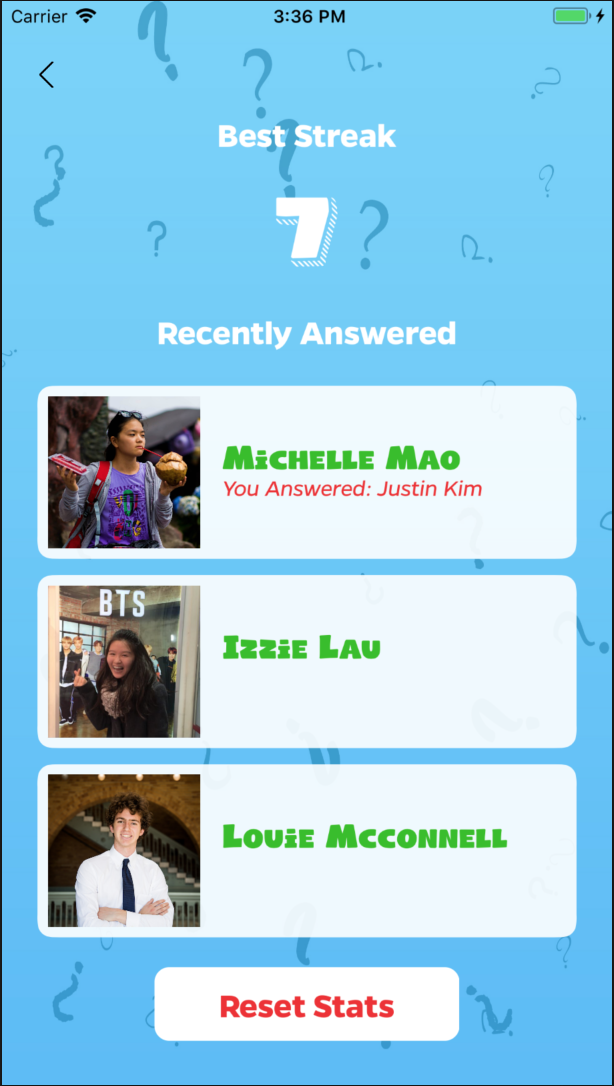 Carrier 3:36 PM
Best Streak
7
Recently Answered
Michelle Mao
You Answered: Justin Kim
BTS
Izzie Lau
Louie Mcconnell
Reset Stats